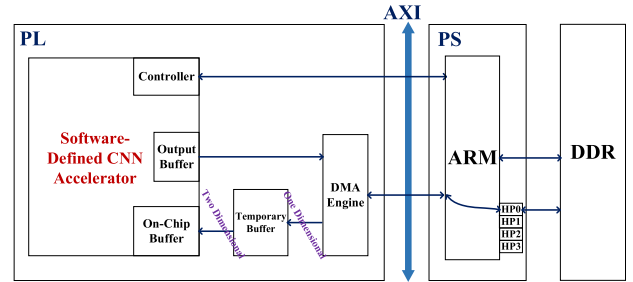 AXI
PL
PS
Controller
Software-
Defined CNN
Accelerator
Output
Buffer
On-Chip
Buffer
Two Dimensional
Temporary
Buffer
One Dimensional
DMA
Engine
ARM
HP0
HP1
HP2
HP3
DDR